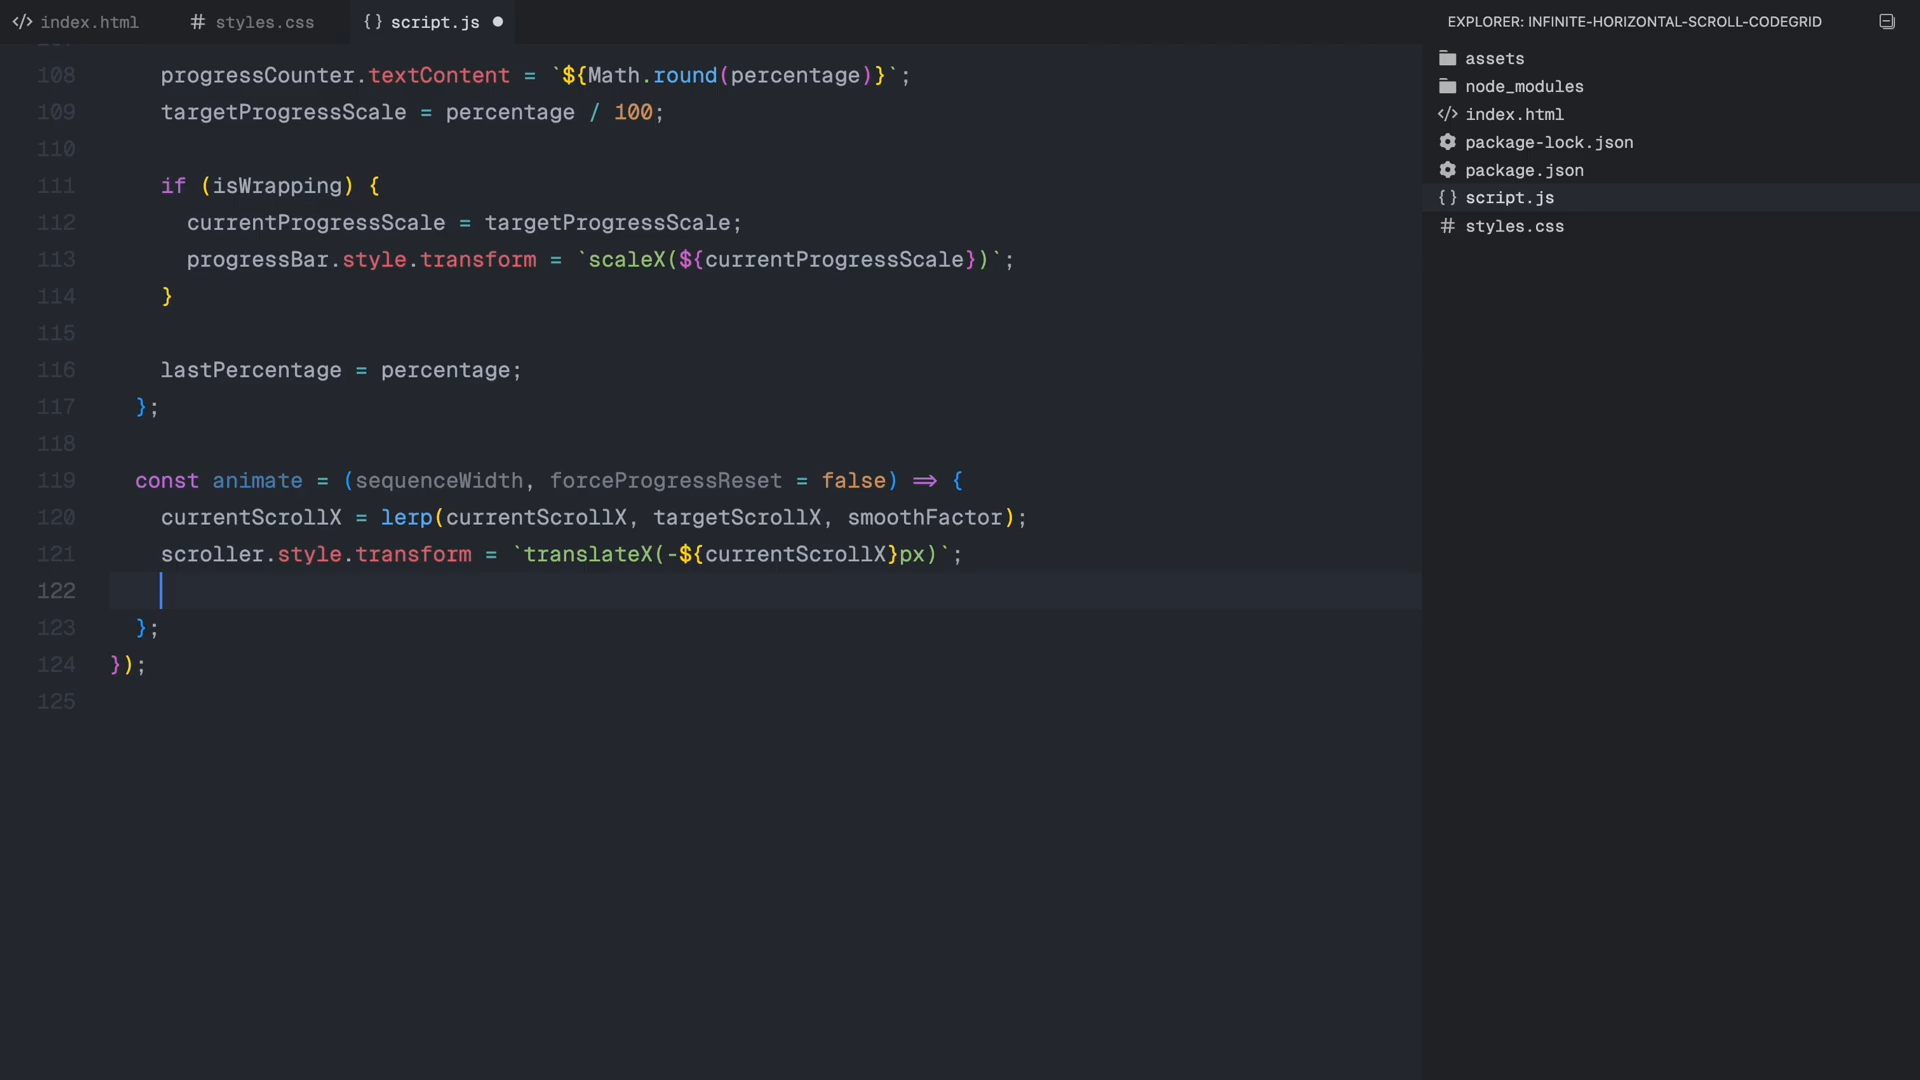 index.html
# styles.css
{} script.js
EXPLORER: INFINITE-HORIZONTAL-SCROLL-CODEGRID
108 progressCounter.textContent = `${Math.round(percentage)}`;
109 targetProgressScale = percentage / 100;
110
111 if (isWrapping) {
112 currentProgressScale = targetProgressScale;
113 progressBar.style.transform = `scaleX(${currentProgressScale})`;
114 }
115
116 lastPercentage = percentage;
117 };
118
119 const animate = (sequenceWidth, forceProgressReset = false) => {
120 currentScrollX = lerp(currentScrollX, targetScrollX, smoothFactor);
121 scroller.style.transform = `translateX(-${currentScrollX}px)`;
122
123 };
124 });
125
assets
node_modules
</> index.html
package-lock.json
package.json
{} script.js
# styles.css